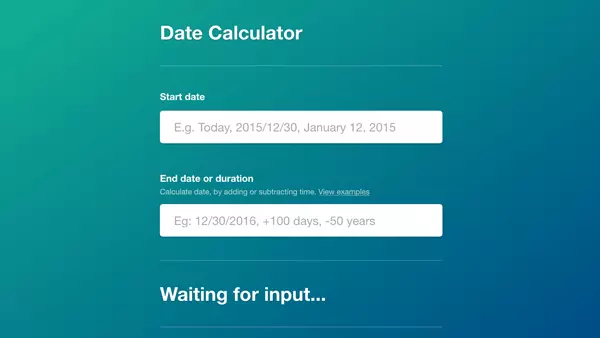 Date Calculator
Start date
E.g. Today, 2015/12/30, January 12, 2015
End date or duration
Calculate date, by adding or subtracting time. View examples
Eg: 12/30/2016, +100 days, -50 years
Waiting for input...